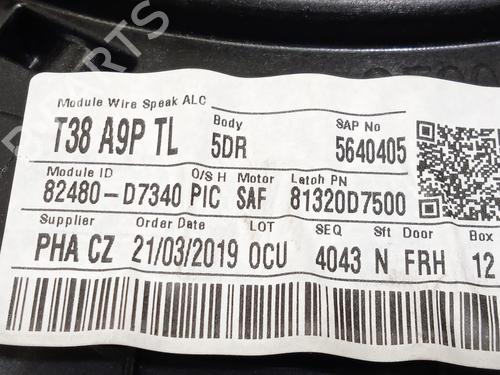 Module Wire Speak ALC
T38 A9P TL
Body
5DR
SAP No
5640405
Module ID O/S H Motor Latch PN
82480-D7340 PIC SAF 81320D7500
Supplier Order Date LOT SEQ Sft Door Box
PHA CZ 21/03/2019 0CU 4043 N FRH 12